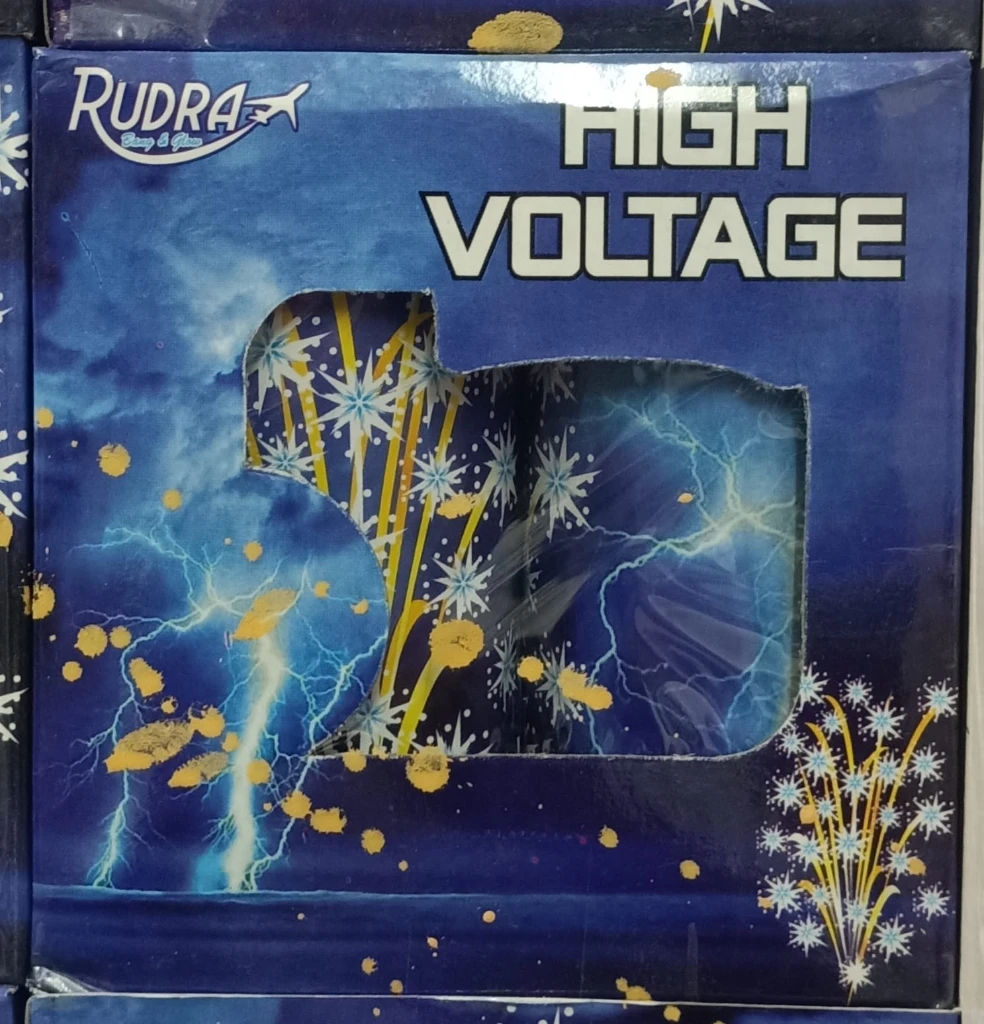 RUDRA
Bang & Glow
HIGH
VOLTAGE